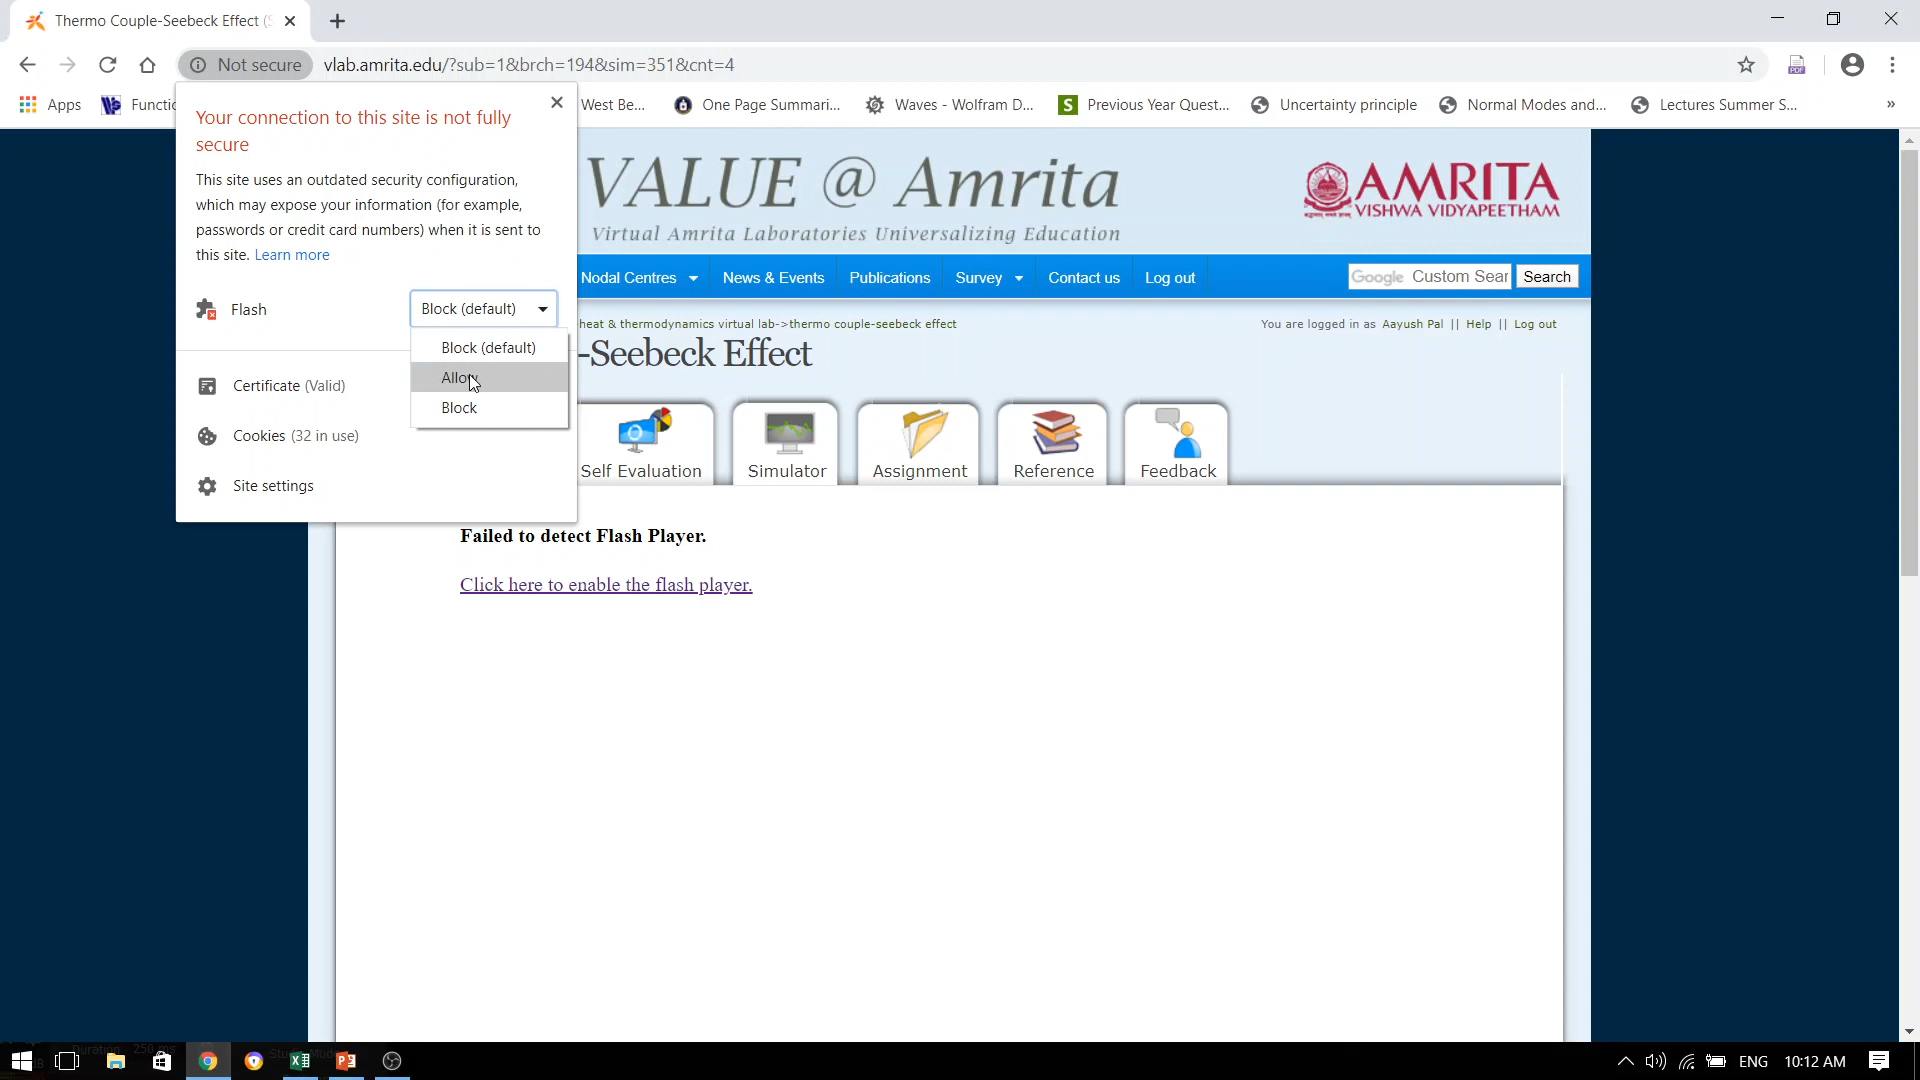 Thermo Couple-Seebeck Effect (S
Not secure
vlab.amrita.edu/?sub=1&brch=194&sim=351&cnt=4
Apps
Functio
West Be...
One Page Summari...
Waves - Wolfram D...
Previous Year Quest...
Uncertainty principle
Normal Modes and...
Lectures Summer S...
»
Your connection to this site is not fully
secure
This site uses an outdated security configuration,
which may expose your information (for example,
passwords or credit card numbers) when it is sent to
this site. Learn more
Flash
Block (default)
Block (default)
Allow
Block
Certificate (Valid)
Cookies (32 in use)
Site settings
VALUE @ Amrita
Virtual Amrita Laboratories Universalizing Education
AMRITA
VISHWA VIDYAPEETHAM
Nodal Centres
News & Events
Publications
Survey
Contact us
Log out
Google Custom Sear
Search
heat & thermodynamics virtual lab->thermo couple-seebeck effect
You are logged in as Aayush Pal || Help || Log out
-Seebeck Effect
Self Evaluation
Simulator
Assignment
Reference
Feedback
Failed to detect Flash Player.
Click here to enable the flash player.
Duration 250 ms
ENG
10:12 AM